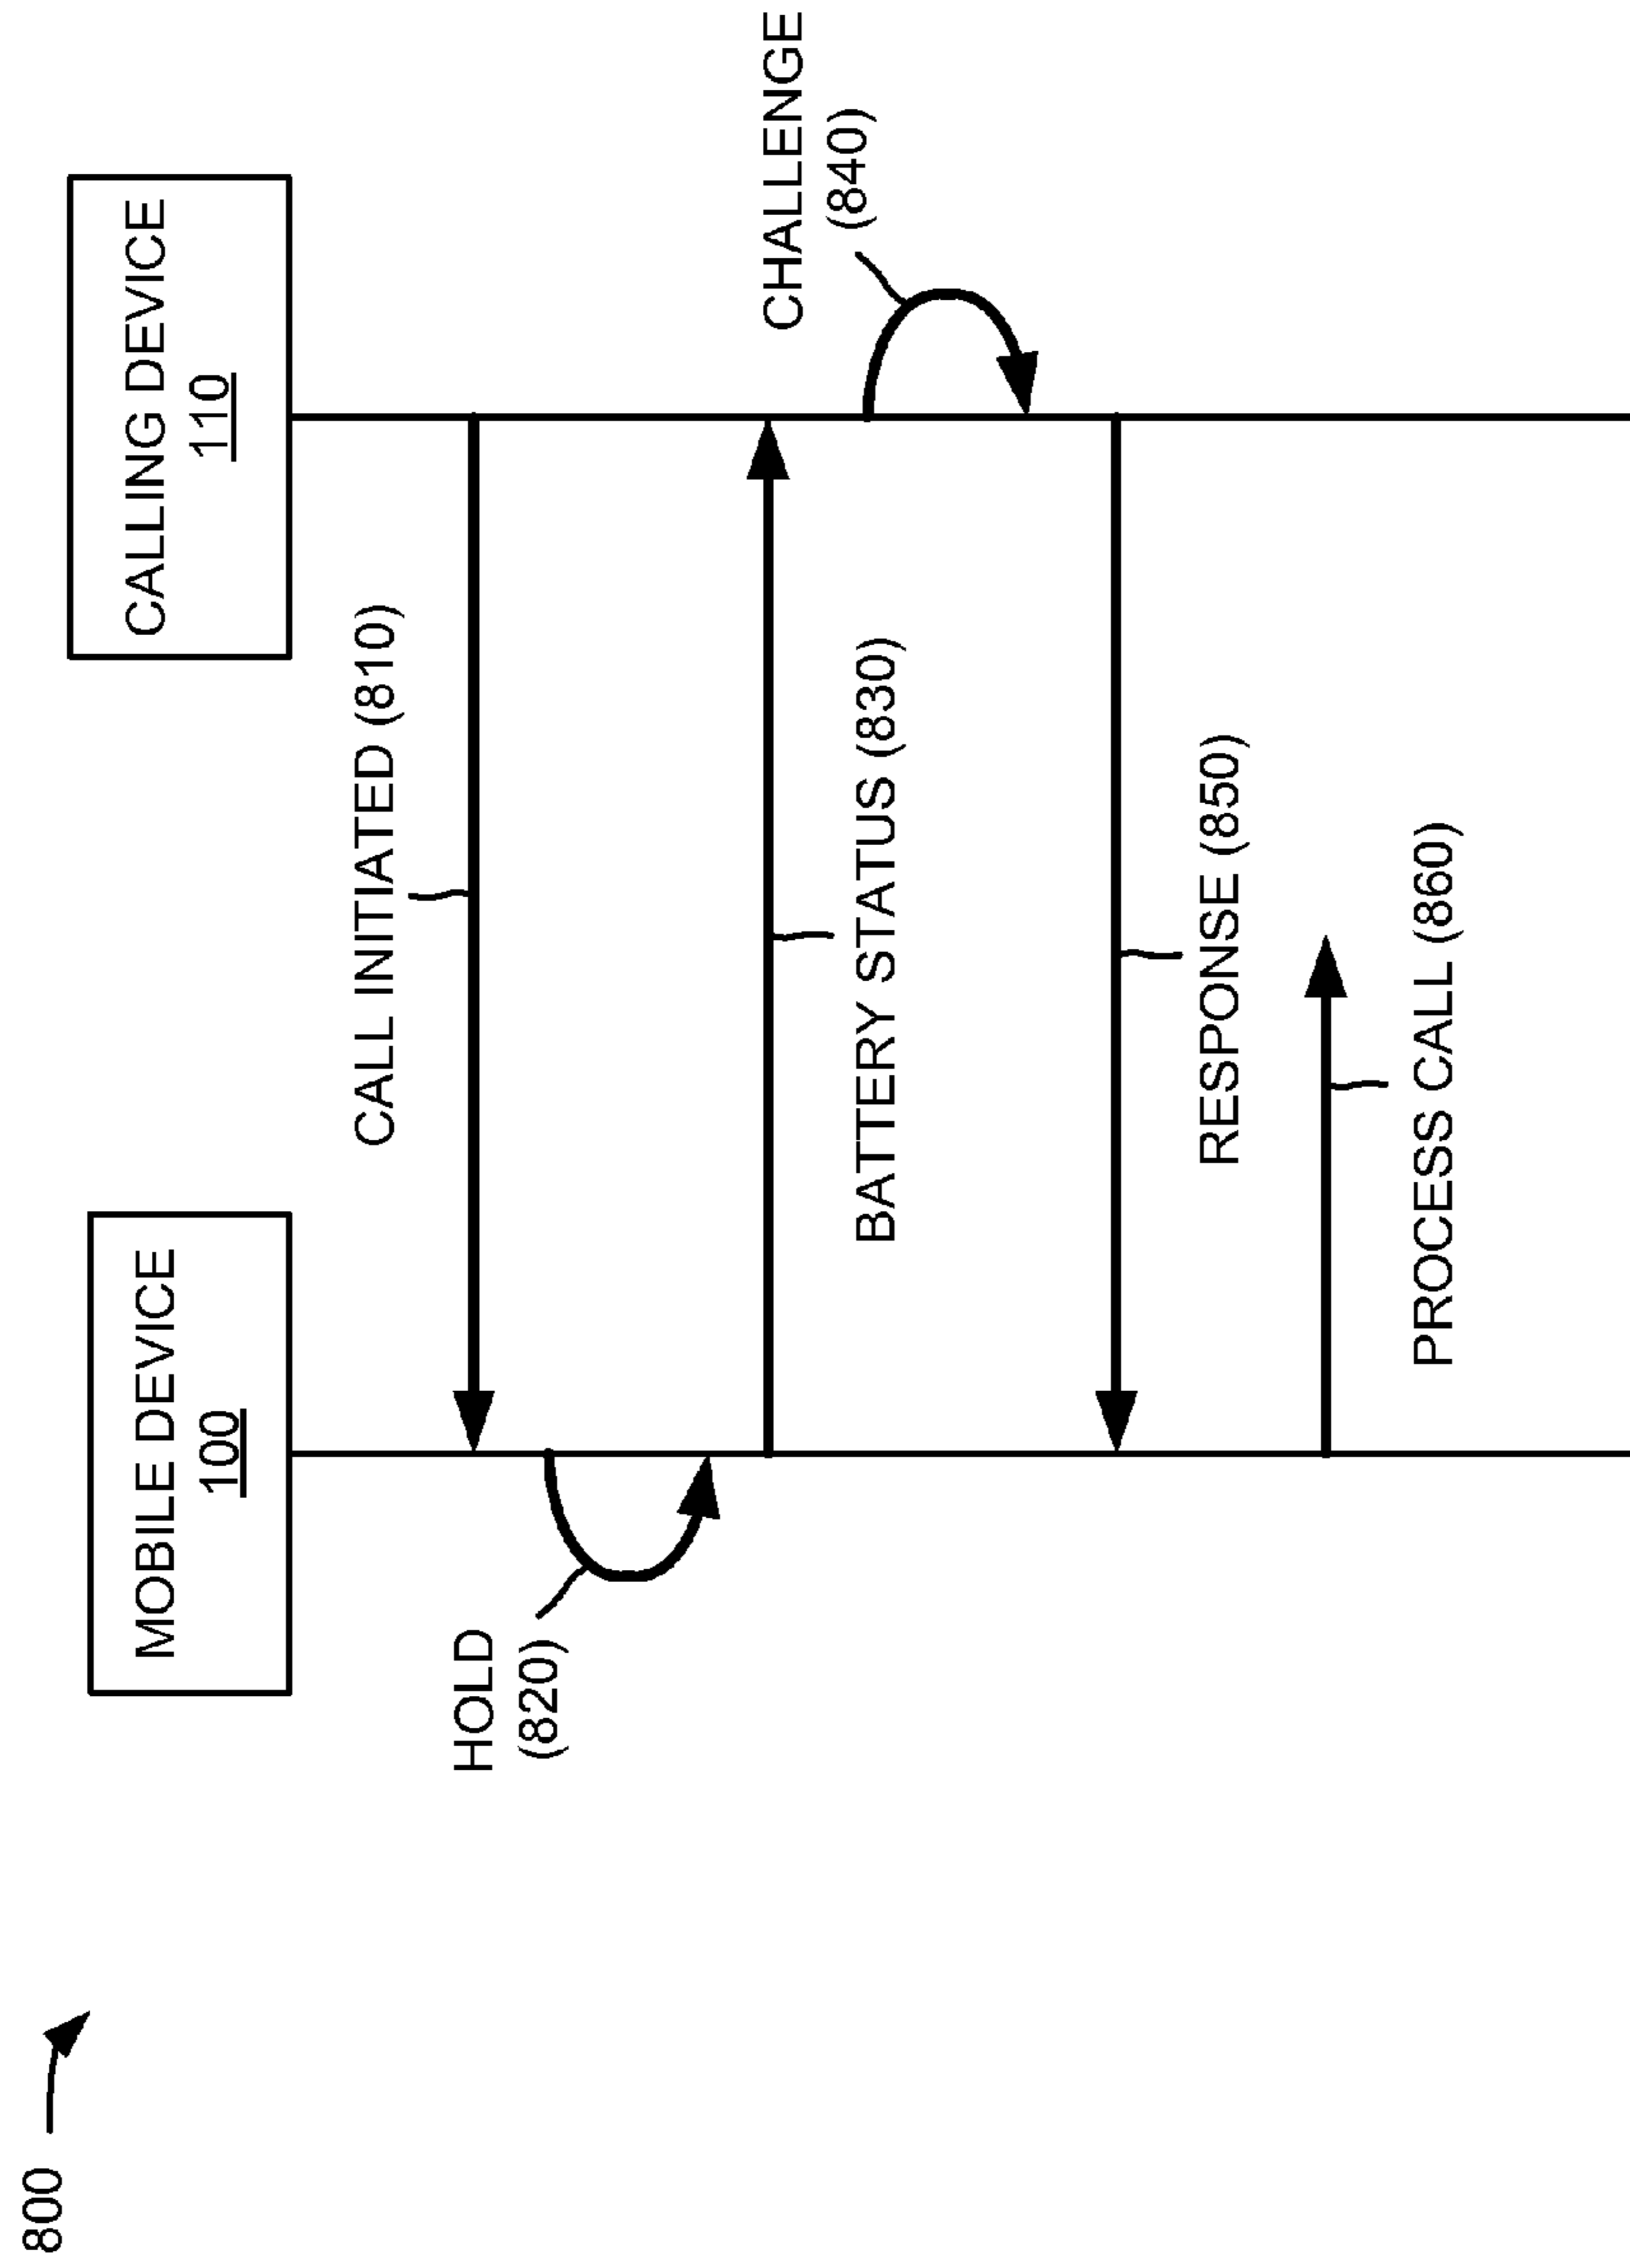 800
MOBILE DEVICE
100
CALLING DEVICE
110
CALL INITIATED (810)
HOLD
(820)
BATTERY STATUS (830)
CHALLENGE
(840)
RESPONSE (850)
PROCESS CALL (860)